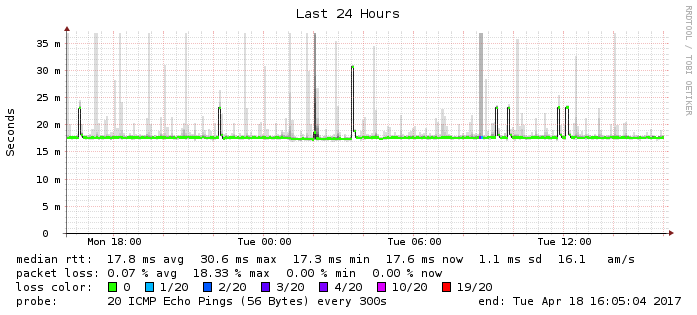 Last 24 Hours
RRDTOOL / TOBI OETIKER
Seconds
35 m
30 m
25 m
20 m
15 m
10 m
5 m
0
Mon 18:00 Tue 00:00 Tue 06:00 Tue 12:00
median rtt: 17.8 ms avg 30.6 ms max 17.3 ms min 17.6 ms now 1.1 ms sd 16.1 am/s
packet loss: 0.07 % avg 18.33 % max 0.00 % min 0.00 % now
loss color: 0 1/20 2/20 3/20 4/20 10/20 19/20
probe: 20 ICMP Echo Pings (56 Bytes) every 300s end: Tue Apr 18 16:05:04 2017